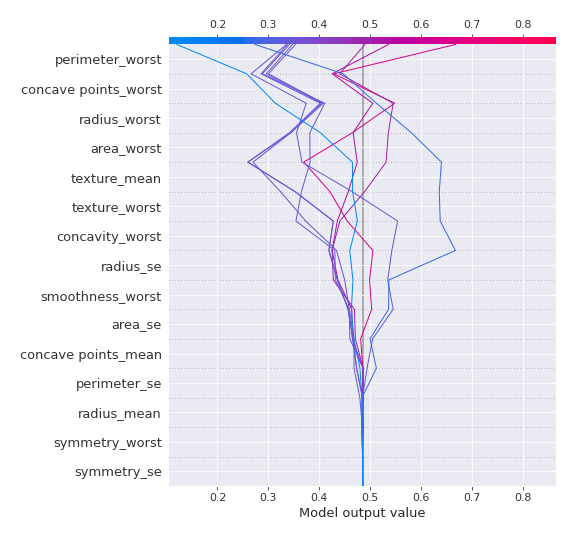 0.2 0.3 0.4 0.5 0.6 0.7 0.8
perimeter_worst
concave points_worst
radius_worst
area_worst
texture_mean
texture_worst
concavity_worst
radius_se
smoothness_worst
area_se
concave points_mean
perimeter_se
radius_mean
symmetry_worst
symmetry_se
0.2 0.3 0.4 0.5 0.6 0.7 0.8
Model output value